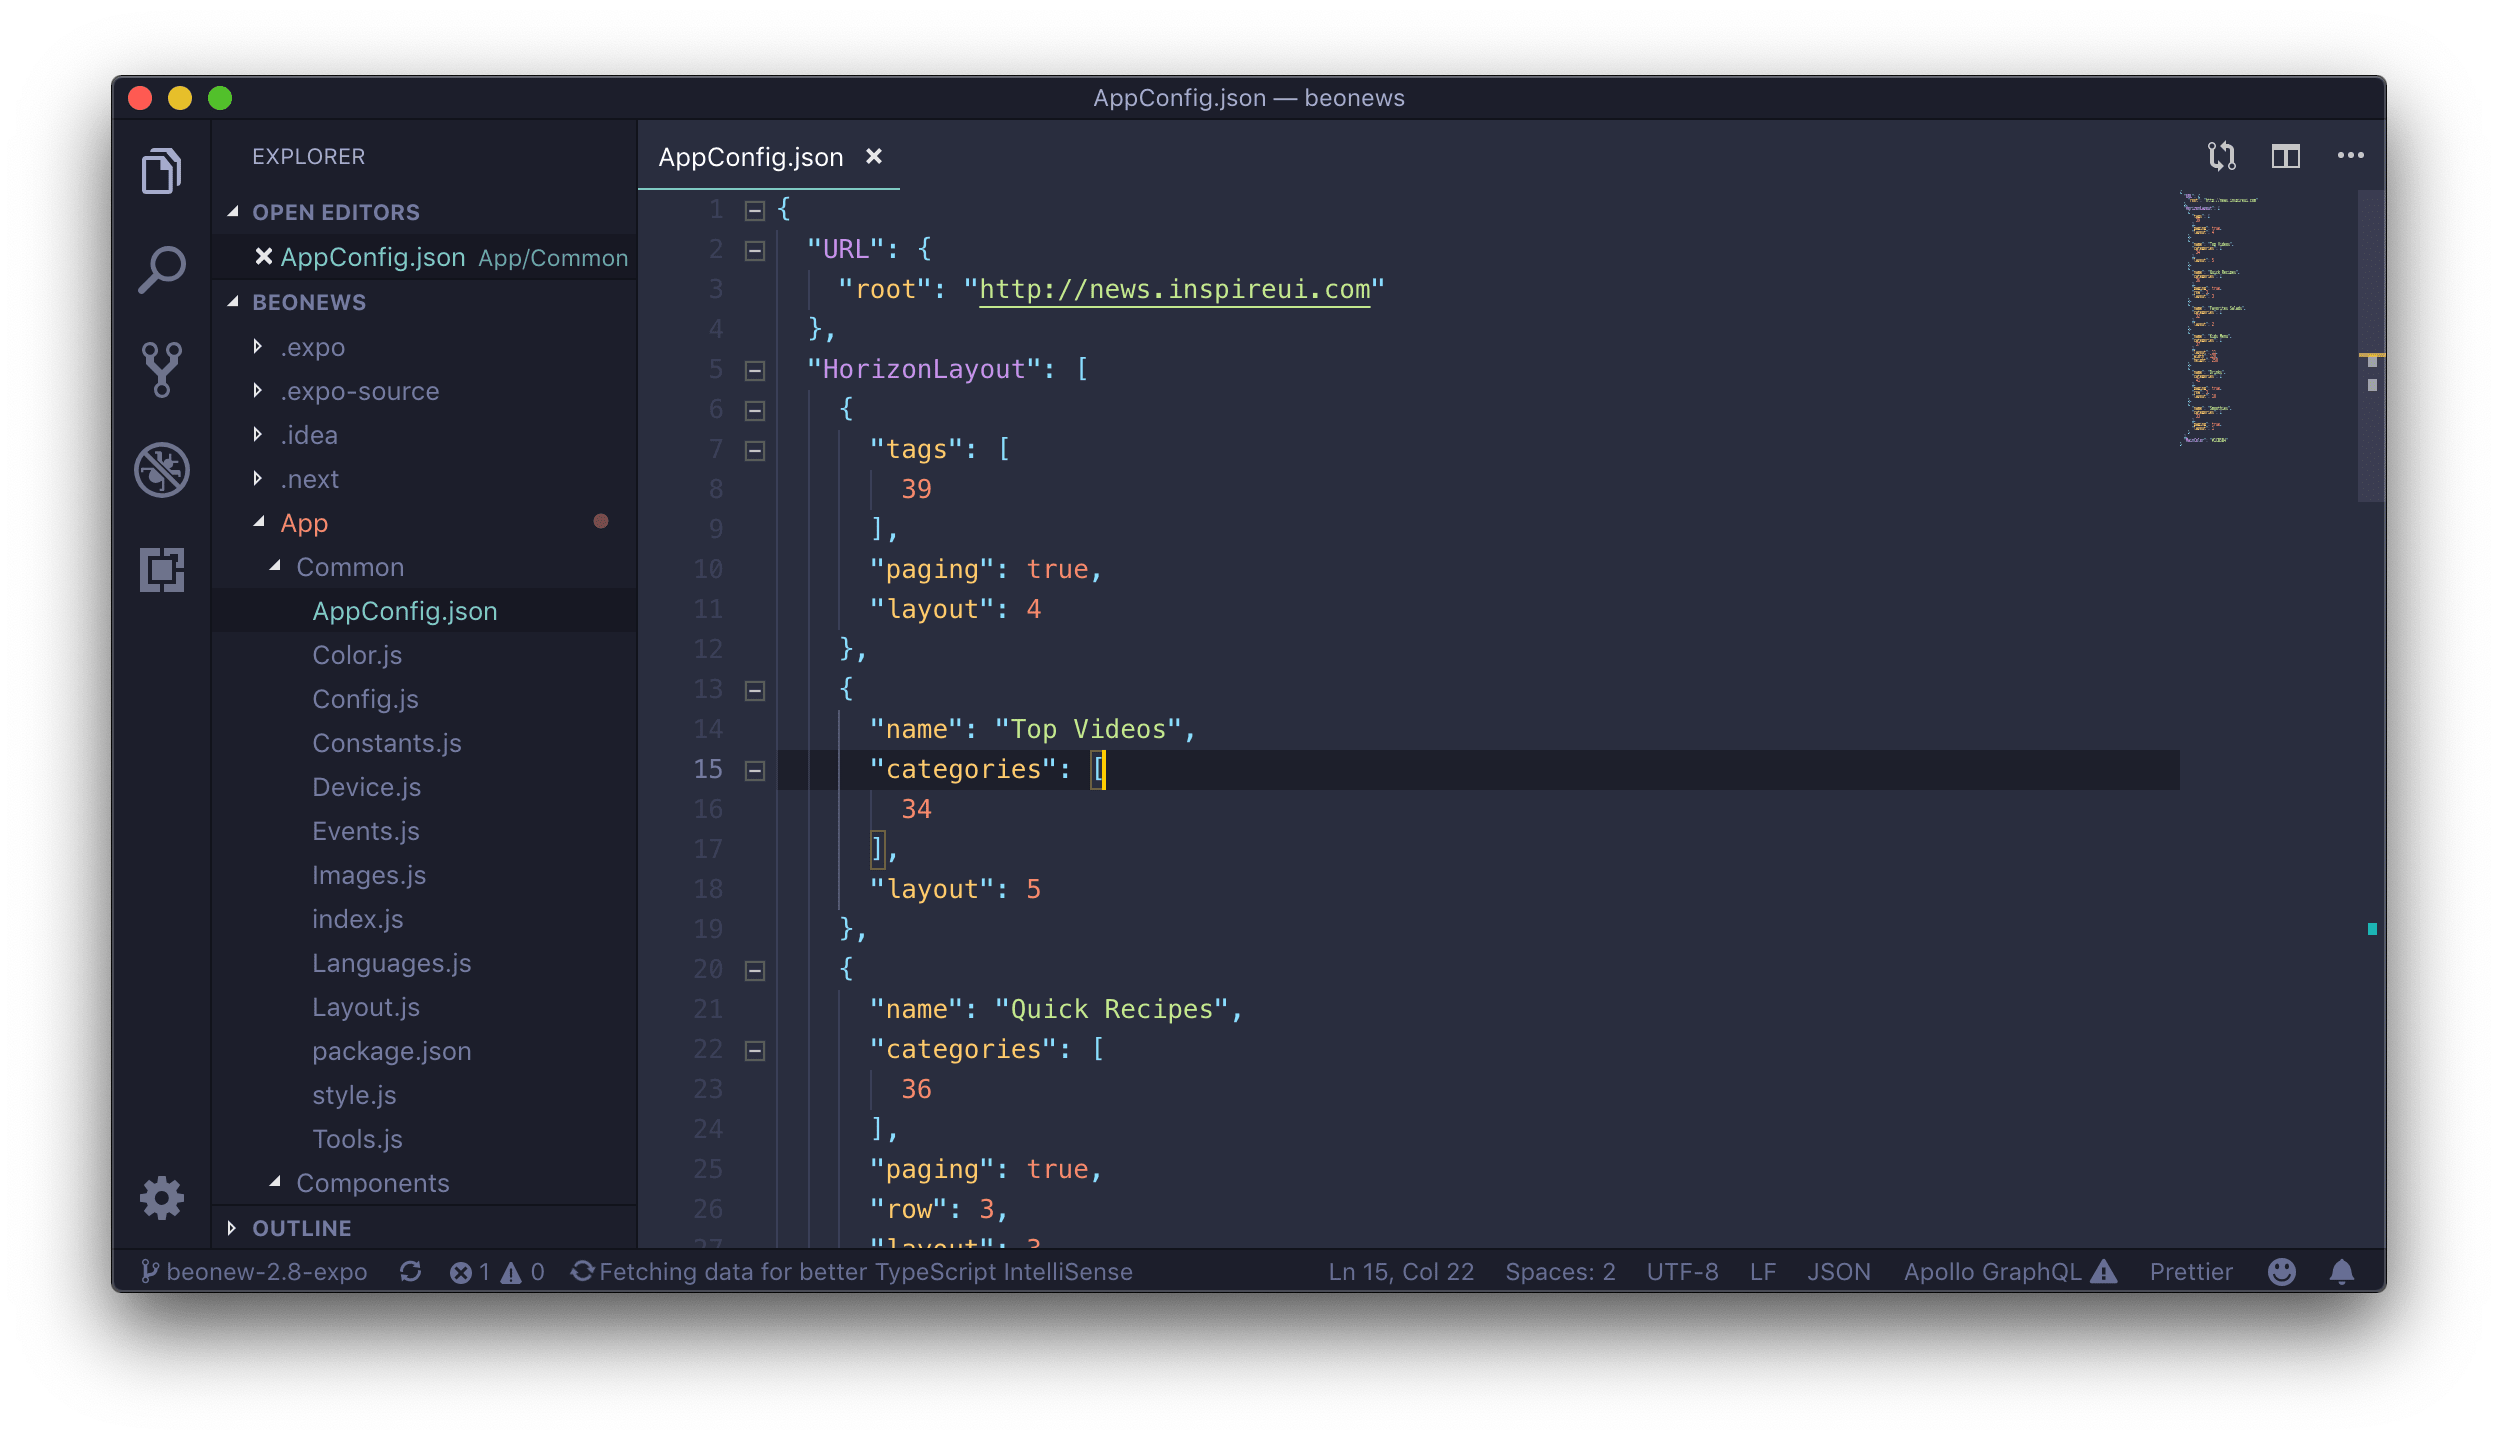 AppConfig.json — beonews
EXPLORER
OPEN EDITORS
AppConfig.json App/Common
BEONEWS
.expo
.expo-source
.idea
.next
App
Common
AppConfig.json
Color.js
Config.js
Constants.js
Device.js
Events.js
Images.js
index.js
Languages.js
Layout.js
package.json
style.js
Tools.js
Components
OUTLINE
AppConfig.json
1 {
2 "URL": {
3 "root": "http://news.inspireui.com"
4 },
5 "HorizonLayout": [
6 {
7 "tags": [
8 39
9 ],
10 "paging": true,
11 "layout": 4
12 },
13 {
14 "name": "Top Videos",
15 "categories": [
16 34
17 ],
18 "layout": 5
19 },
20 {
21 "name": "Quick Recipes",
22 "categories": [
23 36
24 ],
25 "paging": true,
26 "row": 3,
27 "layout": 3
beonew-2.8-expo 1 0 Fetching data for better TypeScript IntelliSense Ln 15, Col 22 Spaces: 2 UTF-8 LF JSON Apollo GraphQL Prettier